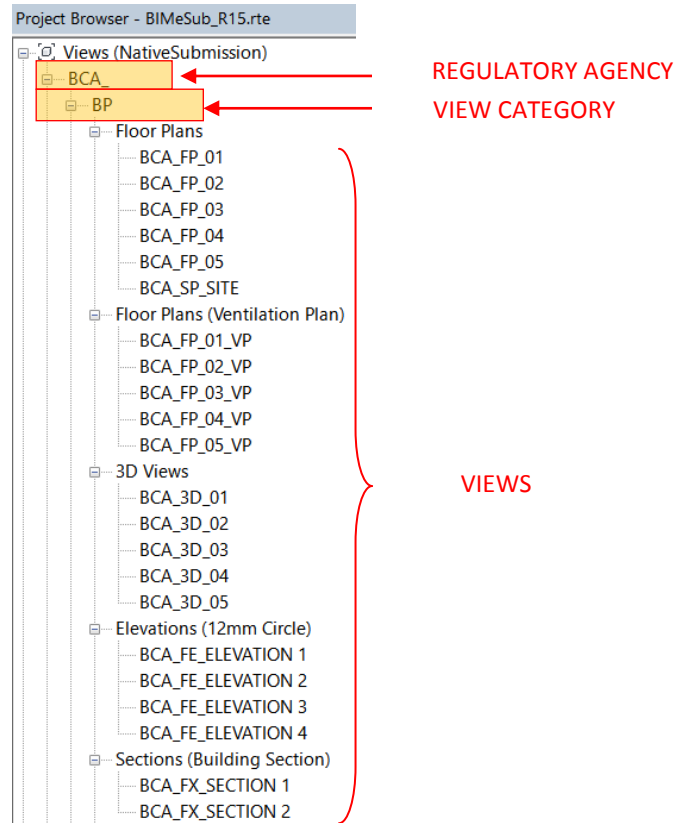 Project Browser - BIMeSub_R15.rte
Views (NativeSubmission)
BCA_
REGULATORY AGENCY
BP
VIEW CATEGORY
Floor Plans
BCA_FP_01
BCA_FP_02
BCA_FP_03
BCA_FP_04
BCA_FP_05
BCA_SP_SITE
Floor Plans (Ventilation Plan)
BCA_FP_01_VP
BCA_FP_02_VP
BCA_FP_03_VP
BCA_FP_04_VP
BCA_FP_05_VP
3D Views
VIEWS
BCA_3D_01
BCA_3D_02
BCA_3D_03
BCA_3D_04
BCA_3D_05
Elevations (12mm Circle)
BCA_FE_ELEVATION 1
BCA_FE_ELEVATION 2
BCA_FE_ELEVATION 3
BCA_FE_ELEVATION 4
Sections (Building Section)
BCA_FX_SECTION 1
BCA_FX_SECTION 2